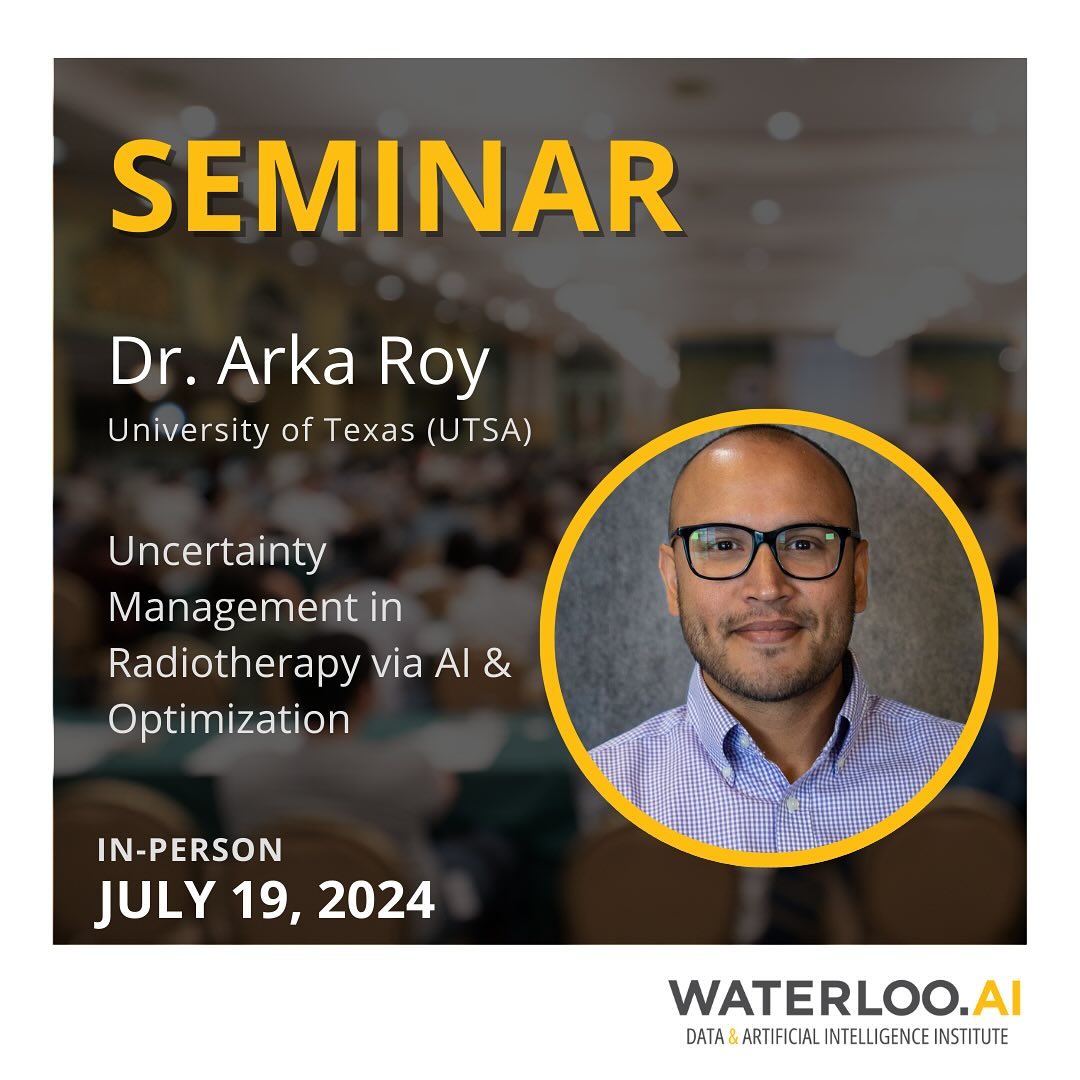 SEMINAR
Dr. Arka Roy
University of Texas (UTSA)
Uncertainty
Management in
Radiotherapy via AI &
Optimization
IN-PERSON
JULY 19, 2024
WATERLOO.AI
DATA & ARTIFICIAL INTELLIGENCE INSTITUTE